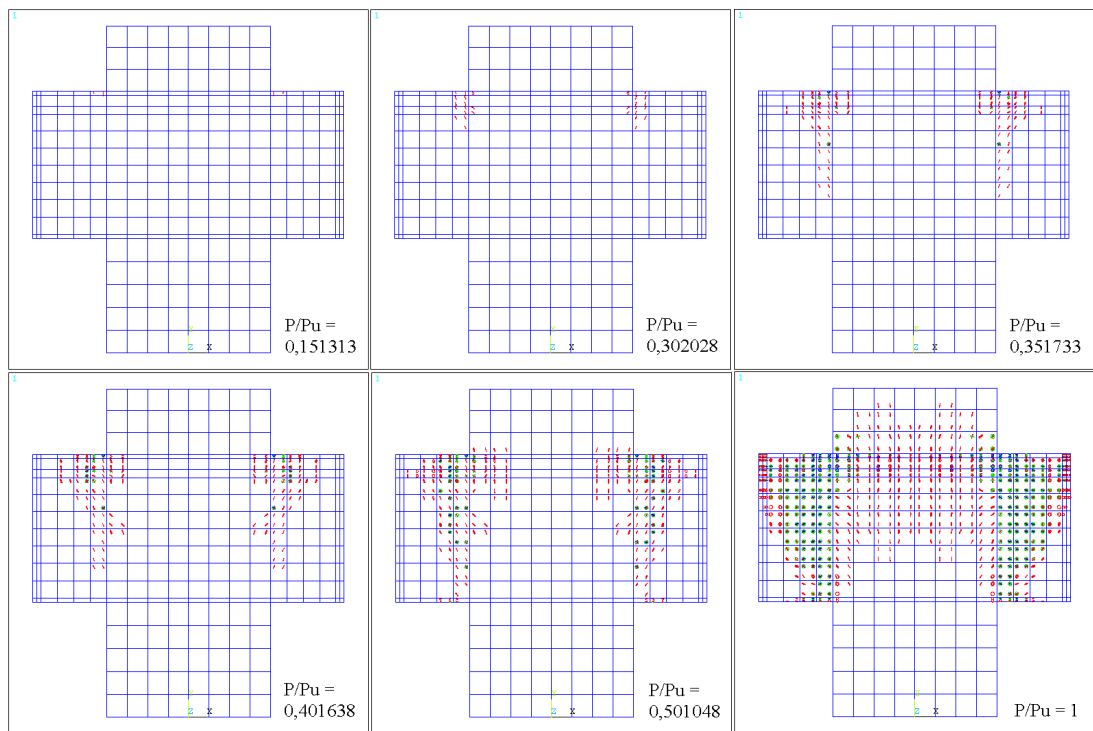 1
P/Pu =
0,151313
Y
Z X
1
P/Pu =
0,302028
Y
Z X
1
P/Pu =
0,351733
Y
Z X
1
P/Pu =
0,401638
Y
Z X
1
P/Pu =
0,501048
Y
Z X
1
P/Pu = 1
Y
Z X